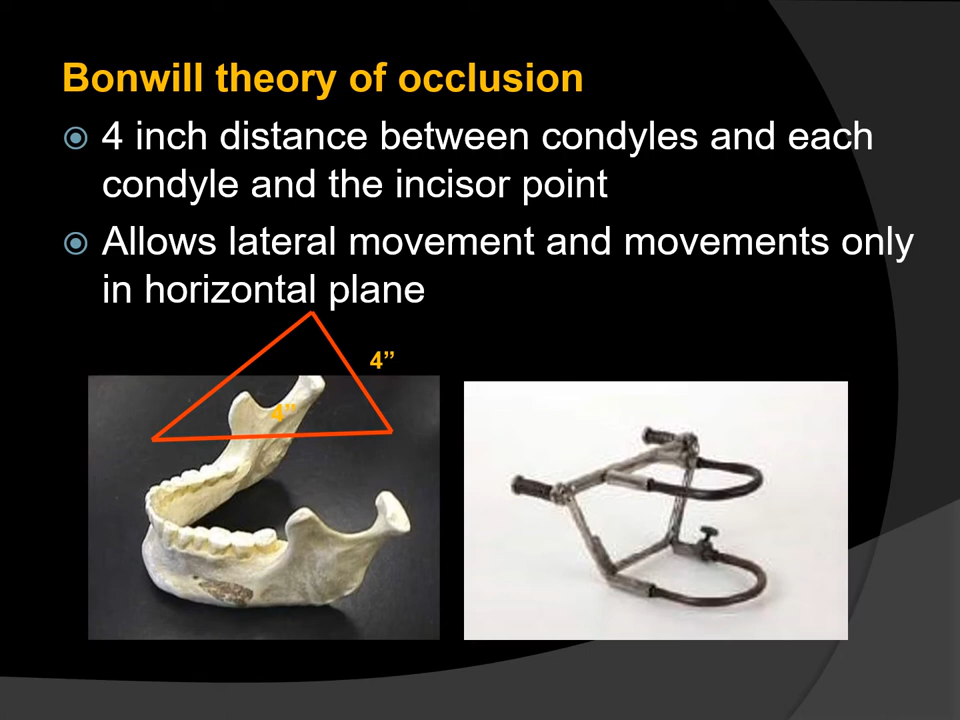 Bonwill theory of occlusion
4 inch distance between condyles and each
condyle and the incisor point
Allows lateral movement and movements only
in horizontal plane
4”
4”